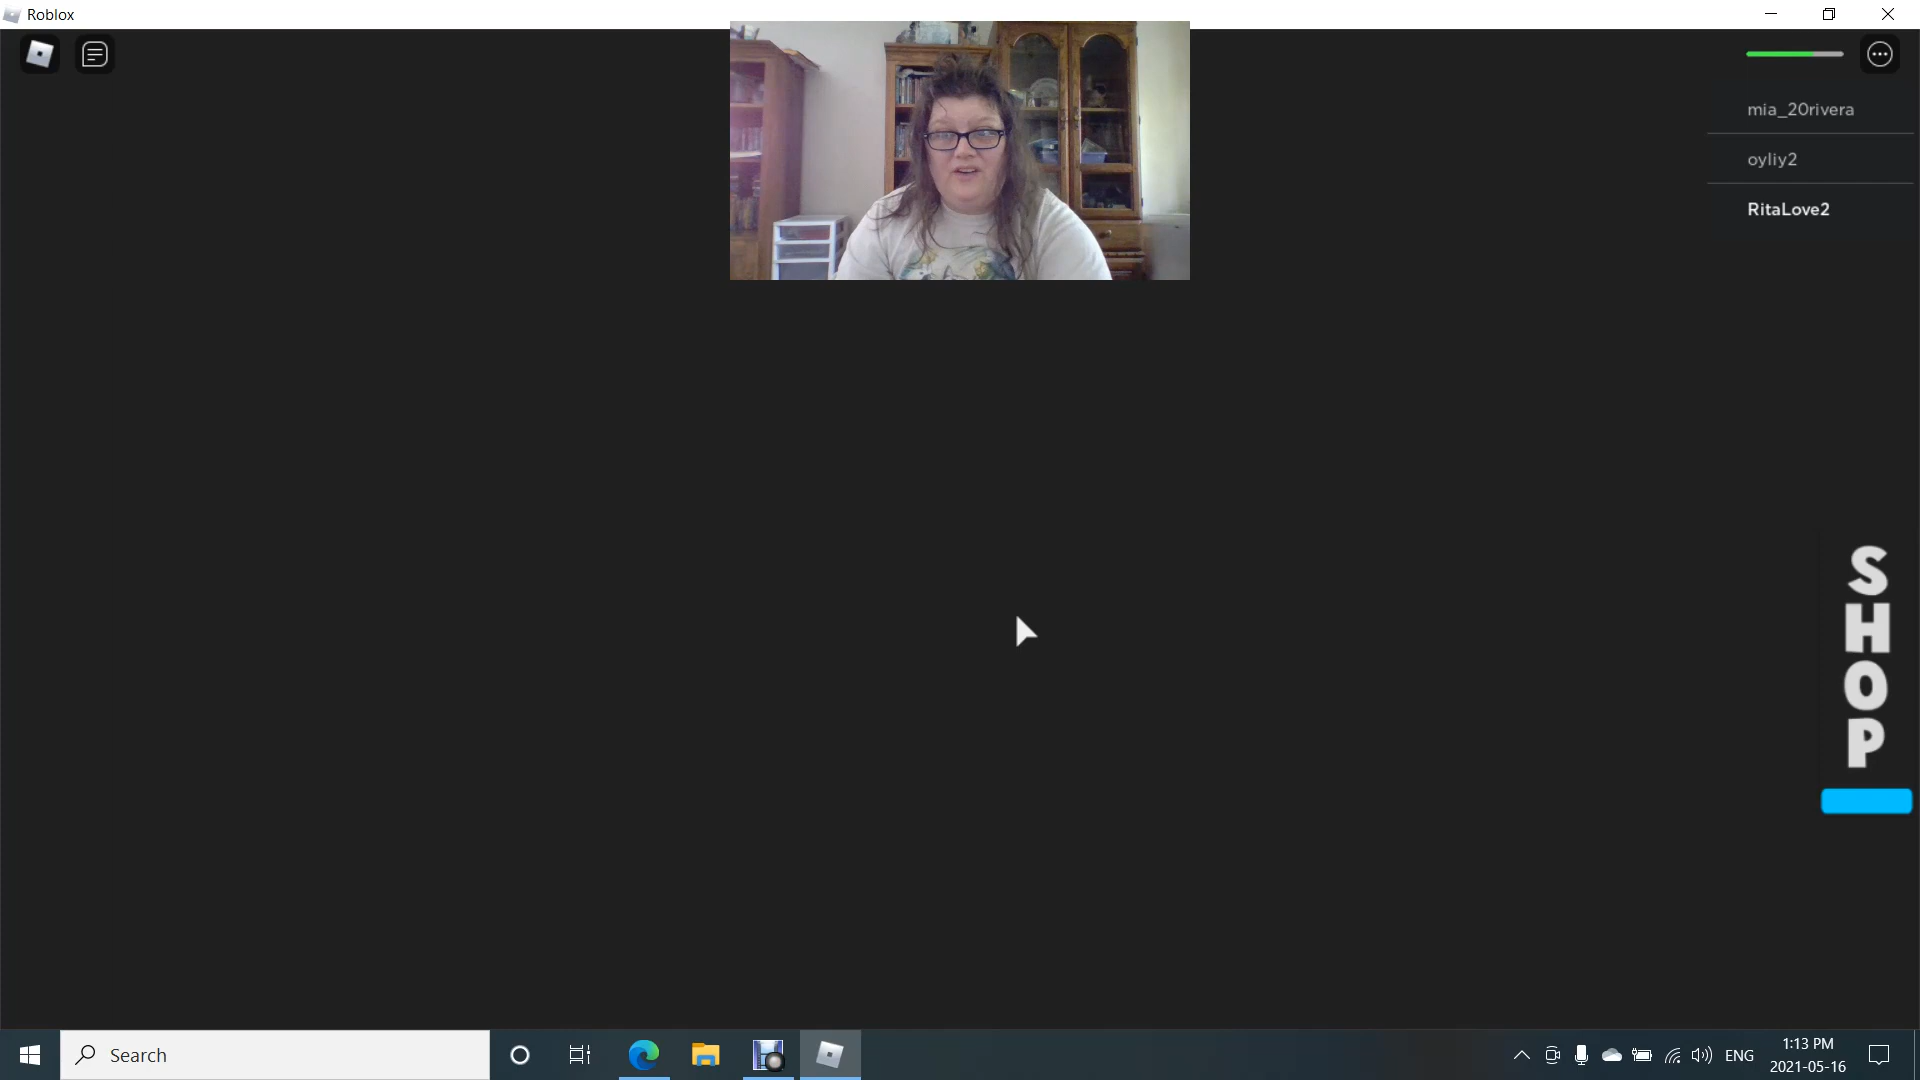 Roblox
mia_20rivera
oyliy2
RitaLove2
SHOP
Search
ENG
1:13 PM
2021-05-16